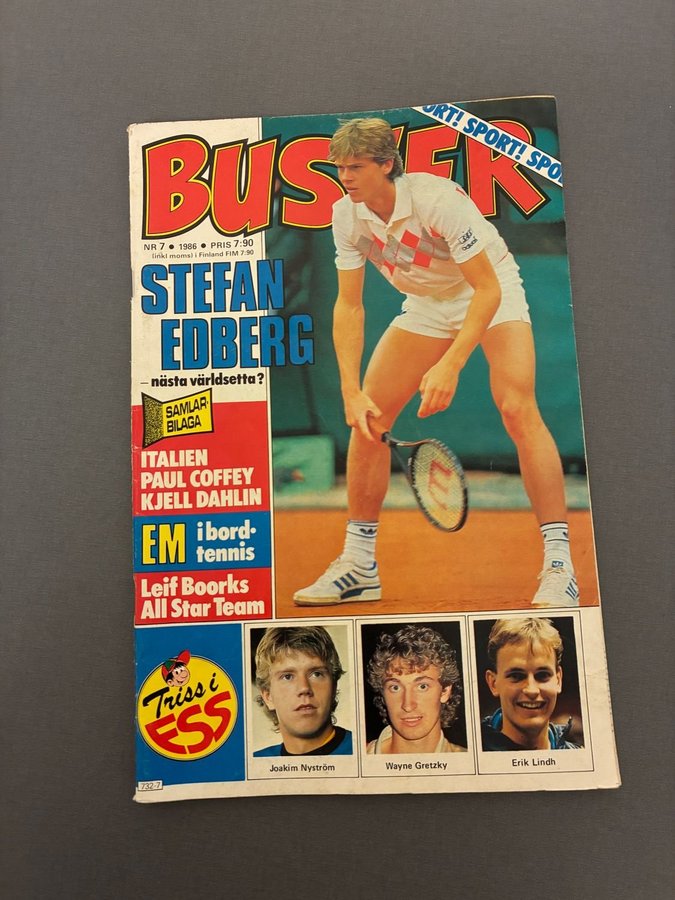 BUSTER
ORT! SPORT! SPO
NR 7 • 1986 • PRIS 7:90
(inkl moms) i Finland FIM 7:90
STEFAN
EDBERG
– nästa världsetta?
SAMLAR-
BILAGA
ITALIEN
PAUL COFFEY
KJELL DAHLIN
EM i bord-
tennis
Leif Boorks
All Star Team
Triss i
ESS
Joakim Nyström
Wayne Gretzky
Erik Lindh
732-7
adidas